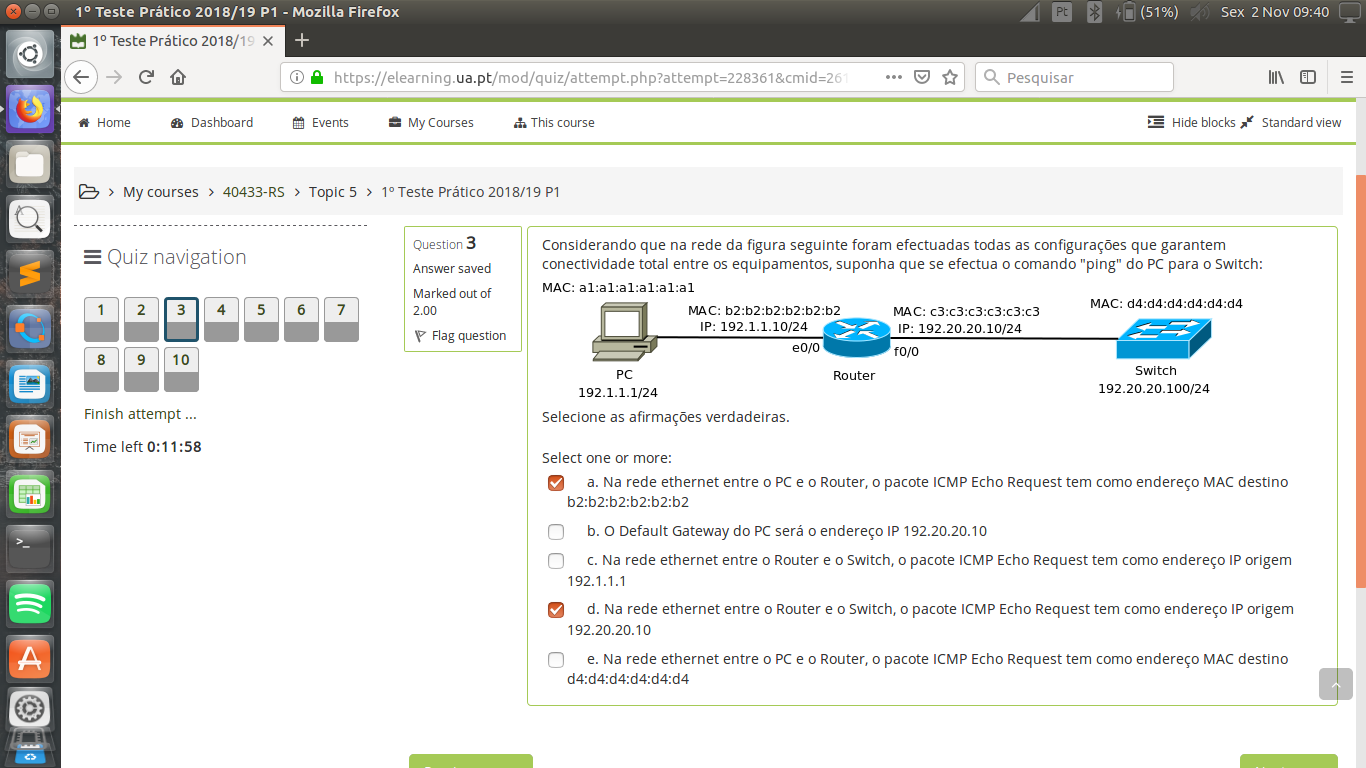 1º Teste Prático 2018/19 P1 - Mozilla Firefox
Pt
(51%)
Sex 2 Nov 09:40
1º Teste Prático 2018/19
https://elearning.ua.pt/mod/quiz/attempt.php?attempt=228361&cmid=261
Pesquisar
Home
Dashboard
Events
My Courses
This course
Hide blocks
Standard view
My courses
40433-RS
Topic 5
1º Teste Prático 2018/19 P1
Quiz navigation
1 2 3 4 5 6 7
8 9 10
Finish attempt ...
Time left 0:11:58
Question 3
Answer saved
Marked out of
2.00
Flag question
Considerando que na rede da figura seguinte foram efectuadas todas as configurações que garantem
conectividade total entre os equipamentos, suponha que se efectua o comando "ping" do PC para o Switch:
MAC: a1:a1:a1:a1:a1:a1
MAC: b2:b2:b2:b2:b2:b2
IP: 192.1.1.10/24
e0/0
MAC: c3:c3:c3:c3:c3:c3
IP: 192.20.20.10/24
f0/0
MAC: d4:d4:d4:d4:d4:d4
PC
192.1.1.1/24
Router
Switch
192.20.20.100/24
Selecione as afirmações verdadeiras.
Select one or more:
a. Na rede ethernet entre o PC e o Router, o pacote ICMP Echo Request tem como endereço MAC destino
b2:b2:b2:b2:b2:b2
b. O Default Gateway do PC será o endereço IP 192.20.20.10
c. Na rede ethernet entre o Router e o Switch, o pacote ICMP Echo Request tem como endereço IP origem
192.1.1.1
d. Na rede ethernet entre o Router e o Switch, o pacote ICMP Echo Request tem como endereço IP origem
192.20.20.10
e. Na rede ethernet entre o PC e o Router, o pacote ICMP Echo Request tem como endereço MAC destino
d4:d4:d4:d4:d4:d4